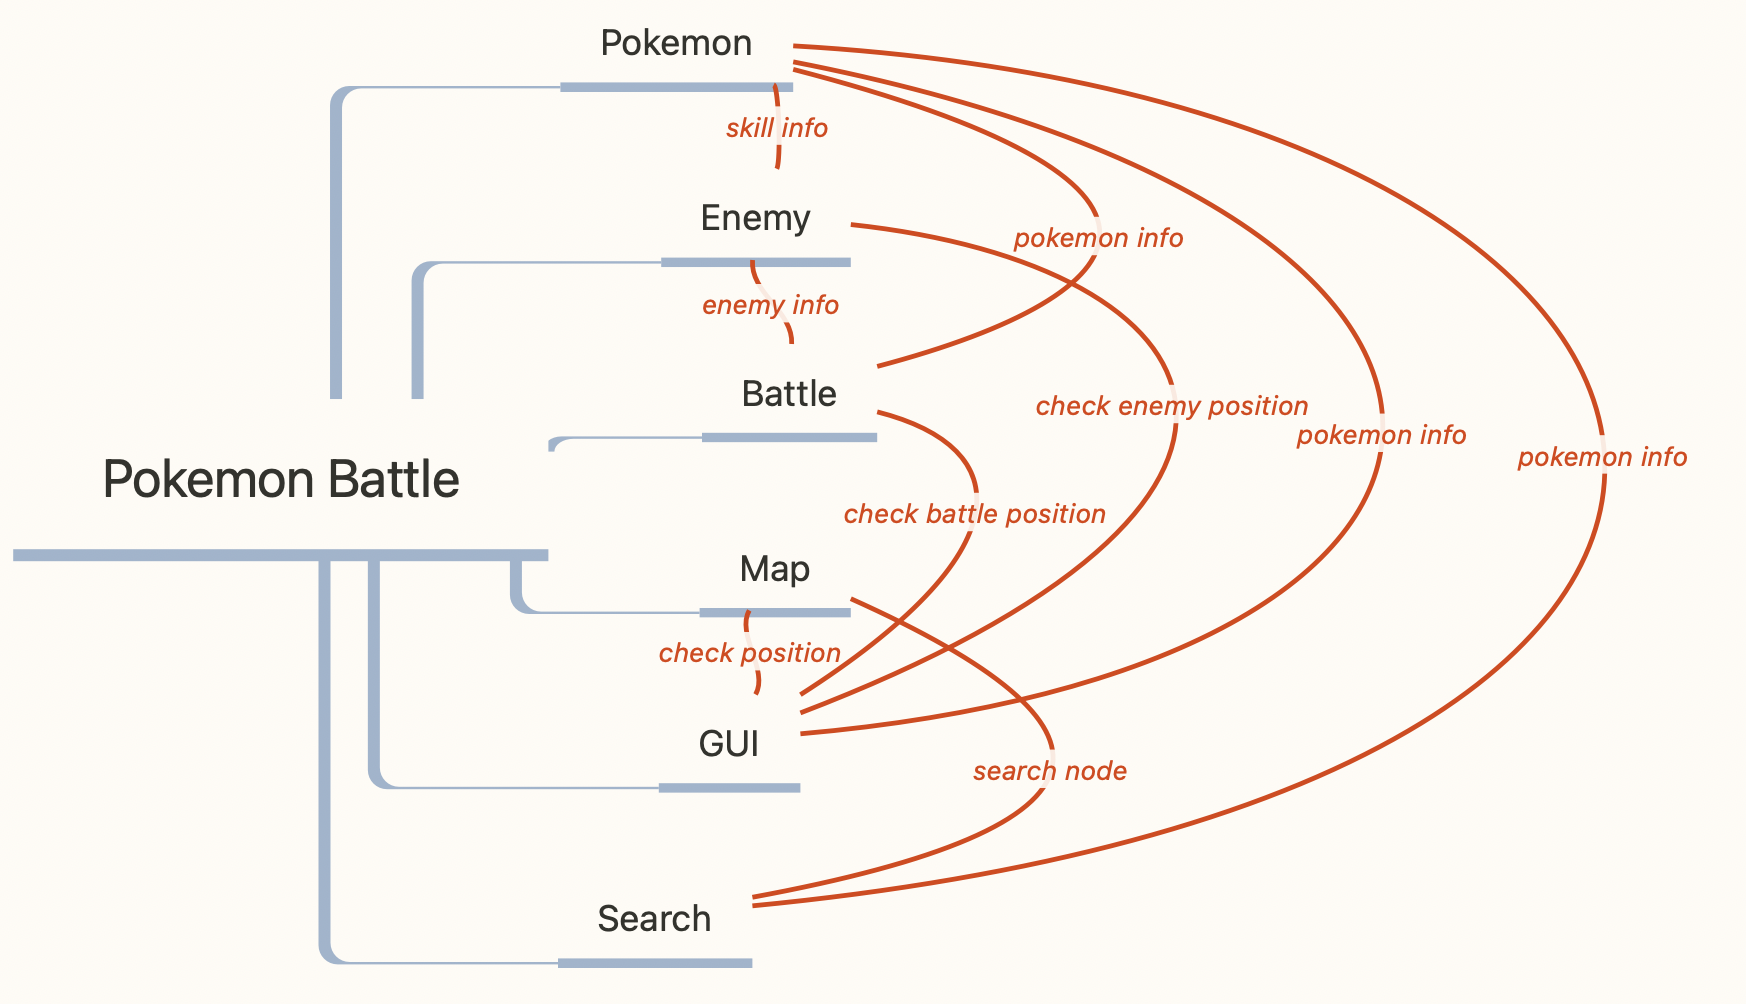 Pokemon
skill info
Enemy
pokemon info
enemy info
Battle
check enemy position
pokemon info
pokemon info
Pokemon Battle
check battle position
Map
check position
GUI
search node
Search